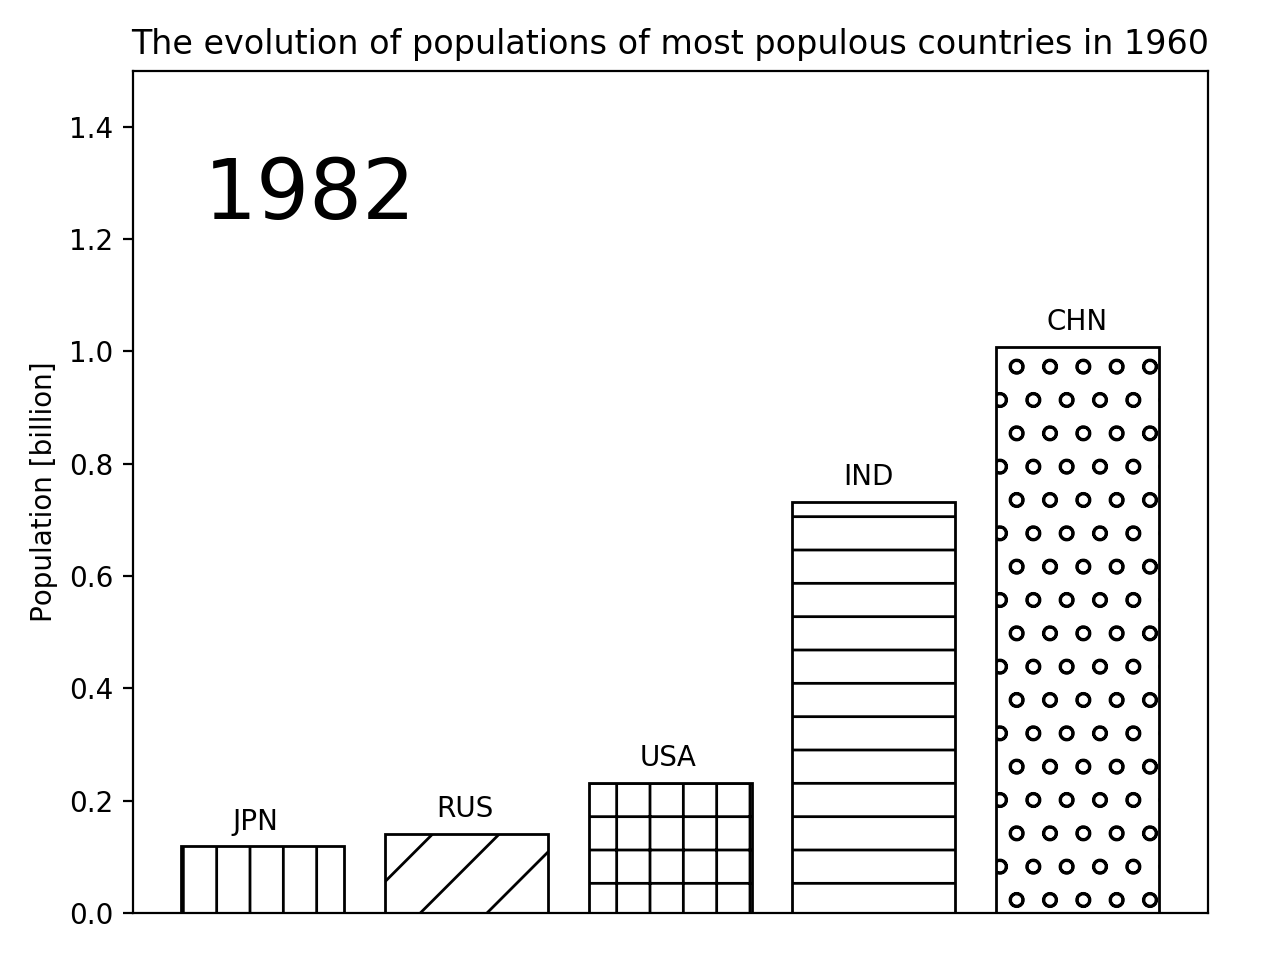 The evolution of populations of most populous countries in 1960
1982
Population [billion]
1.4
1.2
1.0
0.8
0.6
0.4
0.2
0.0
JPN
RUS
USA
IND
CHN